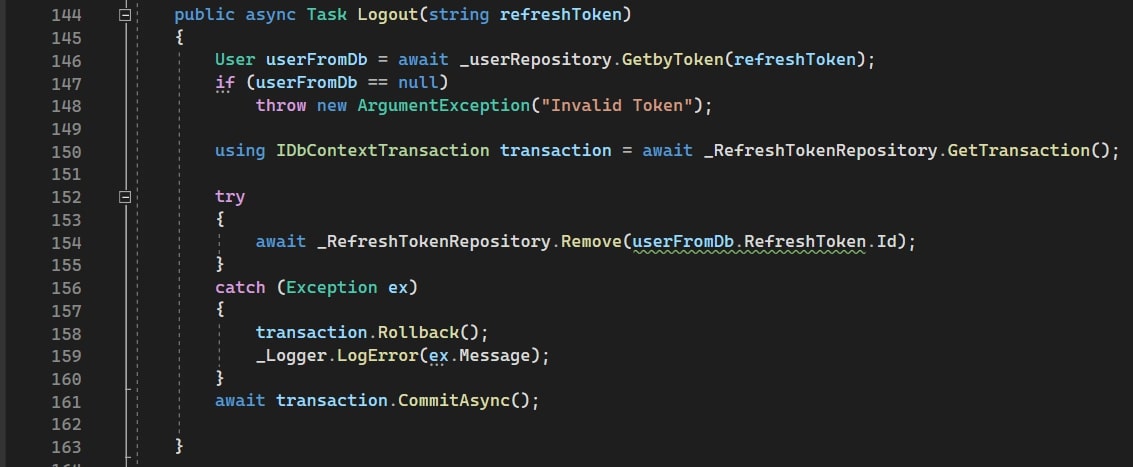 144 public async Task Logout(string refreshToken)
145 {
146 User userFromDb = await _userRepository.GetbyToken(refreshToken);
147 if (userFromDb == null)
148 throw new ArgumentException("Invalid Token");
149
150 using IDbContextTransaction transaction = await _RefreshTokenRepository.GetTransaction();
151
152 try
153 {
154 await _RefreshTokenRepository.Remove(userFromDb.RefreshToken.Id);
155 }
156 catch (Exception ex)
157 {
158 transaction.Rollback();
159 _Logger.LogError(ex.Message);
160 }
161 await transaction.CommitAsync();
162
163 }